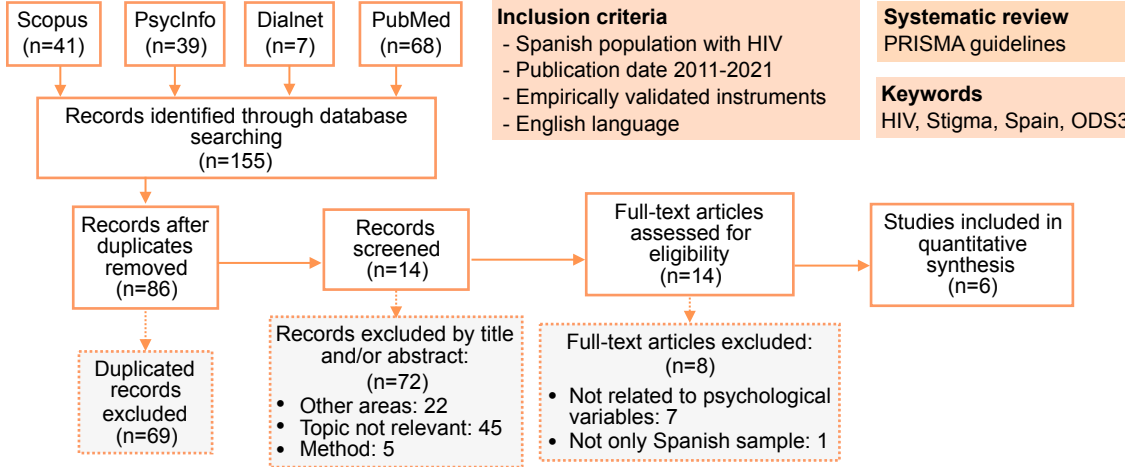 Scopus
(n=41)
PsycInfo
(n=39)
Dialnet
(n=7)
PubMed
(n=68)
Inclusion criteria
- Spanish population with HIV
- Publication date 2011-2021
- Empirically validated instruments
- English language
Systematic review
PRISMA guidelines
Keywords
HIV, Stigma, Spain, ODS3
Records identified through database
searching
(n=155)
Records after
duplicates
removed
(n=86)
Records
screened
(n=14)
Full-text articles
assessed for
eligibility
(n=14)
Studies included in
quantitative
synthesis
(n=6)
Duplicated
records
excluded
(n=69)
Records excluded by title
and/or abstract:
(n=72)
• Other areas: 22
• Topic not relevant: 45
• Method: 5
Full-text articles excluded:
(n=8)
• Not related to psychological
variables: 7
• Not only Spanish sample: 1